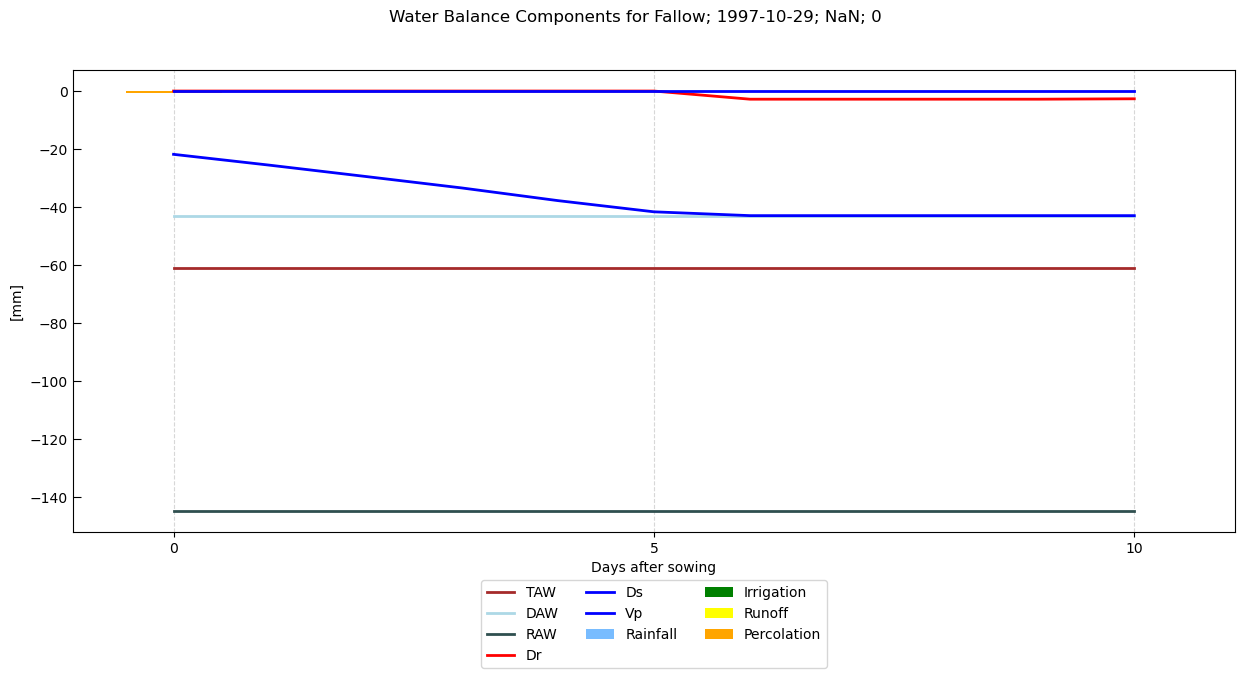 Water Balance Components for Fallow; 1997-10-29; NaN; 0
[mm]
0
−20
−40
−60
−80
−100
−120
−140
0 5 10
Days after sowing
TAW Ds Irrigation
DAW Vp Runoff
RAW Rainfall Percolation
Dr